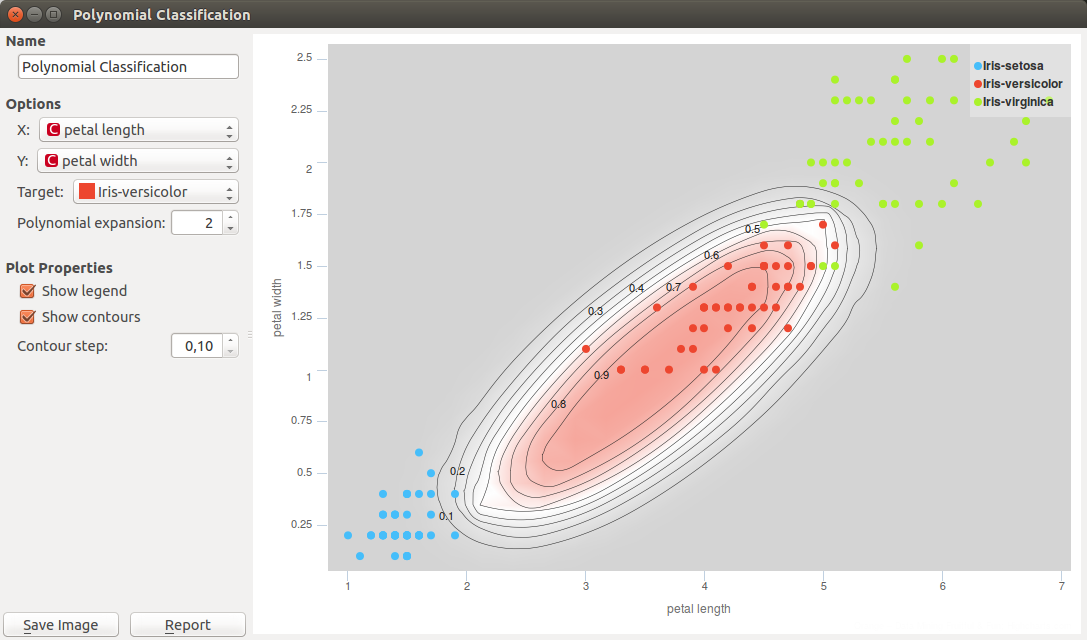 Polynomial Classification
Name
Polynomial Classification
Options
X: C petal length
Y: C petal width
Target: Iris-versicolor
Polynomial expansion: 2
Plot Properties
Show legend
Show contours
Contour step: 0,10
Save Image
Report
2.5
2.25
2
1.75
1.5
1.25
1
0.75
0.5
0.25
petal width
Iris-setosa
Iris-versicolor
Iris-virginica
0.5
0.6
0.4
0.7
0.3
0.9
0.8
0.2
0.1
1 2 3 4 5 6 7
petal length